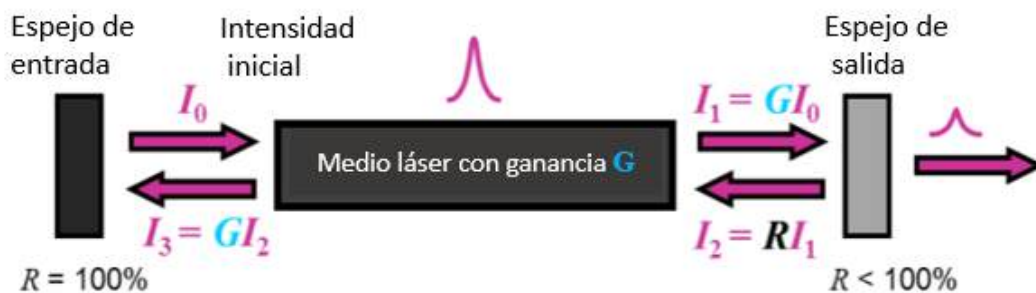 Espejo de
entrada
Intensidad
inicial
Espejo de
salida
I₀
I₁ = GI₀
Medio láser con ganancia G
I₃ = GI₂
I₂ = RI₁
R = 100%
R < 100%